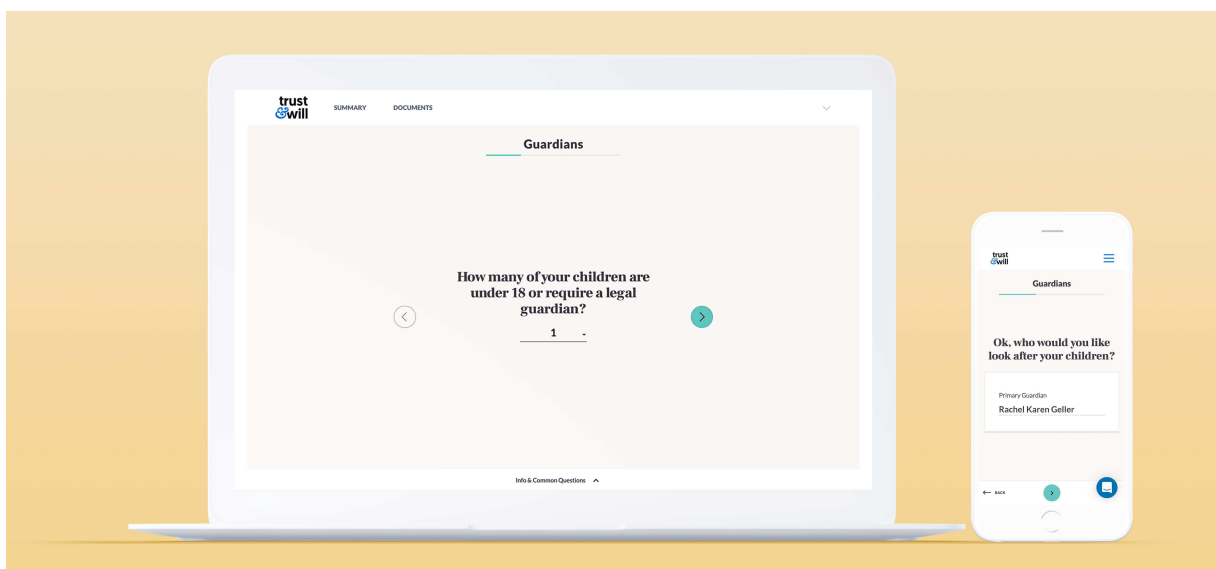 trust
&will
SUMMARY
DOCUMENTS
Guardians
How many of your children are
under 18 or require a legal
guardian?
1
Info & Common Questions
trust
&will
Guardians
Ok, who would you like
look after your children?
Primary Guardian
Rachel Karen Geller
BACK